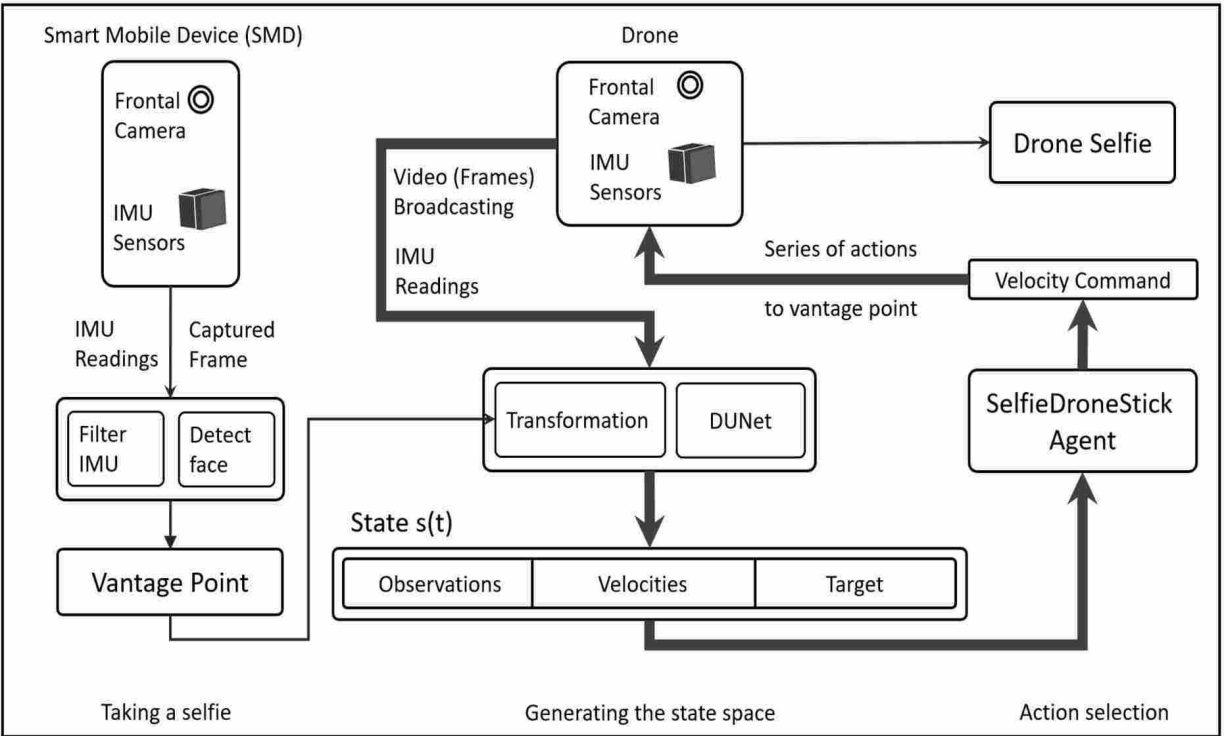 Smart Mobile Device (SMD)
Frontal
Camera
IMU
Sensors
IMU
Readings
Captured
Frame
Filter
IMU
Detect
face
Vantage Point
Taking a selfie
Drone
Frontal
Camera
IMU
Sensors
Drone Selfie
Video (Frames)
Broadcasting
IMU
Readings
Series of actions
to vantage point
Velocity Command
Transformation
DUNet
SelfieDroneStick
Agent
State s(t)
Observations
Velocities
Target
Generating the state space
Action selection